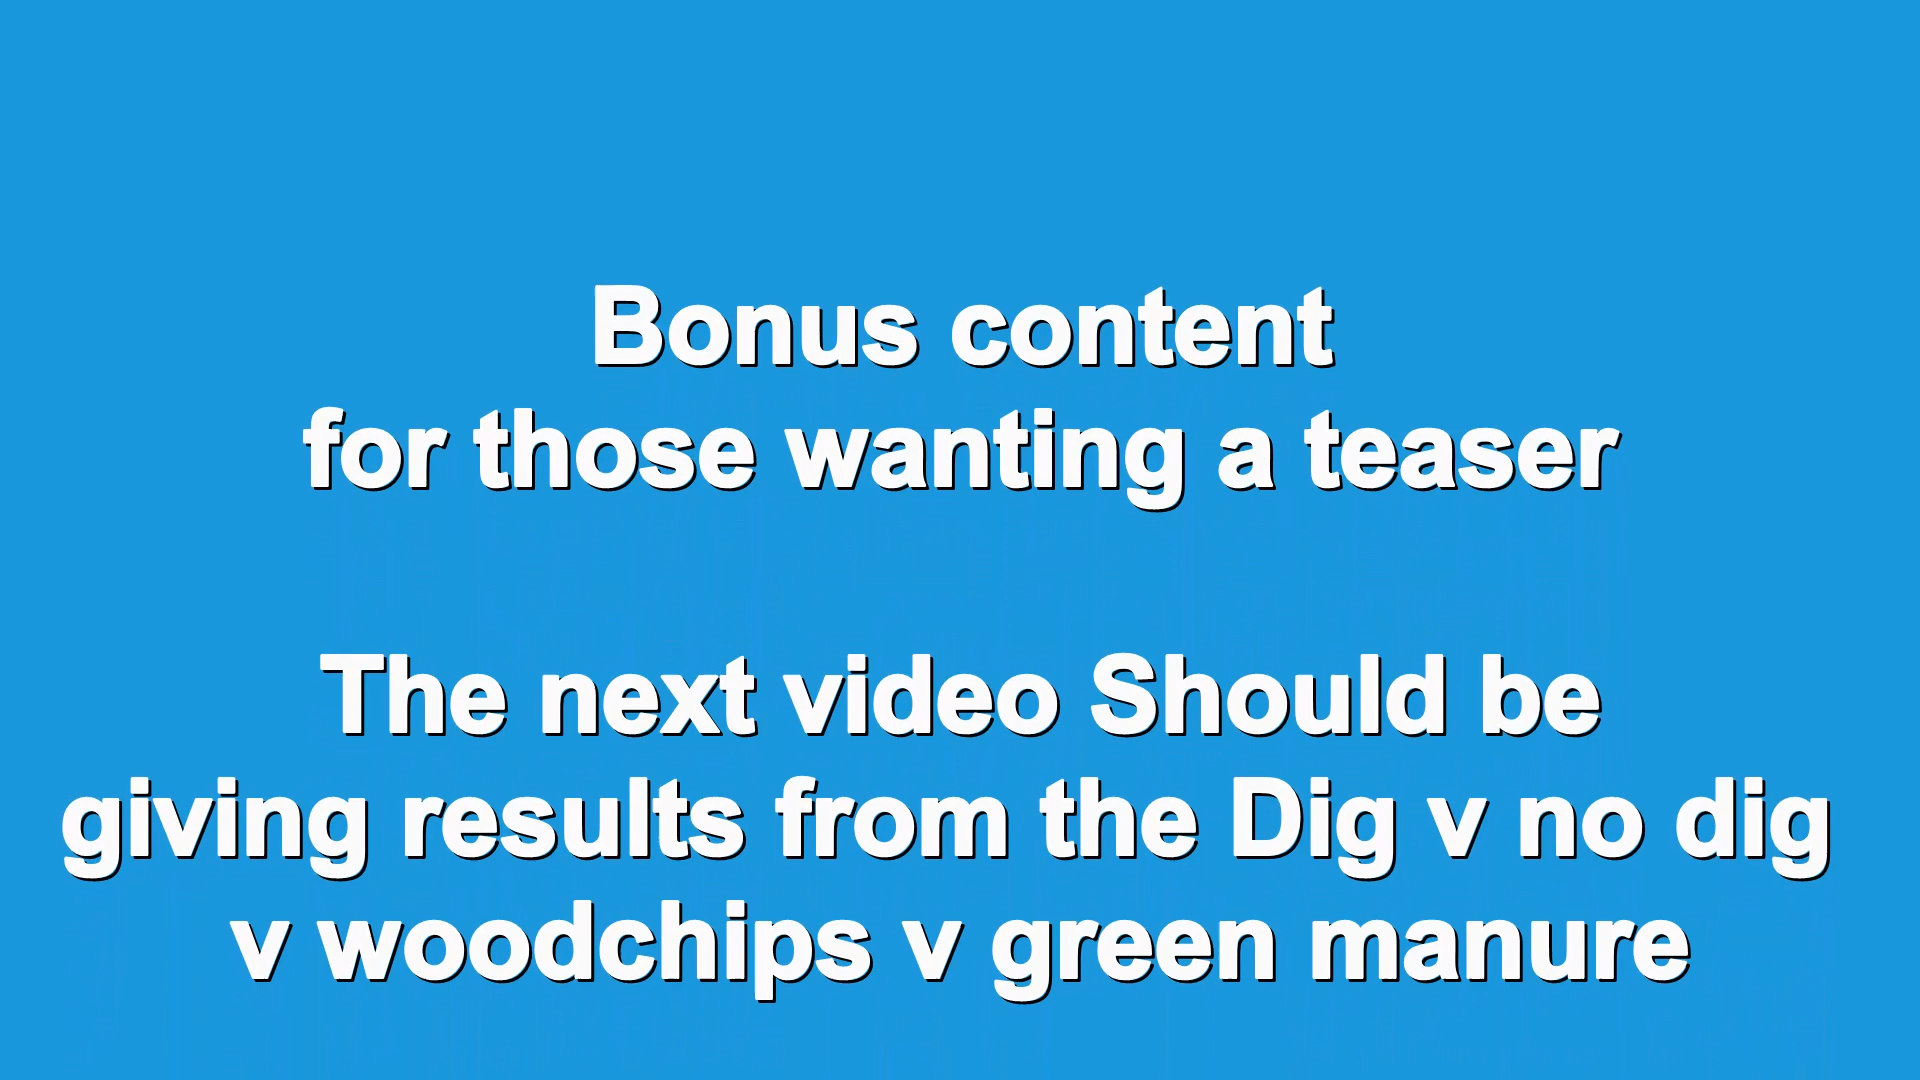 Bonus content
for those wanting a teaser
The next video Should be
giving results from the Dig v no dig
v woodchips v green manure